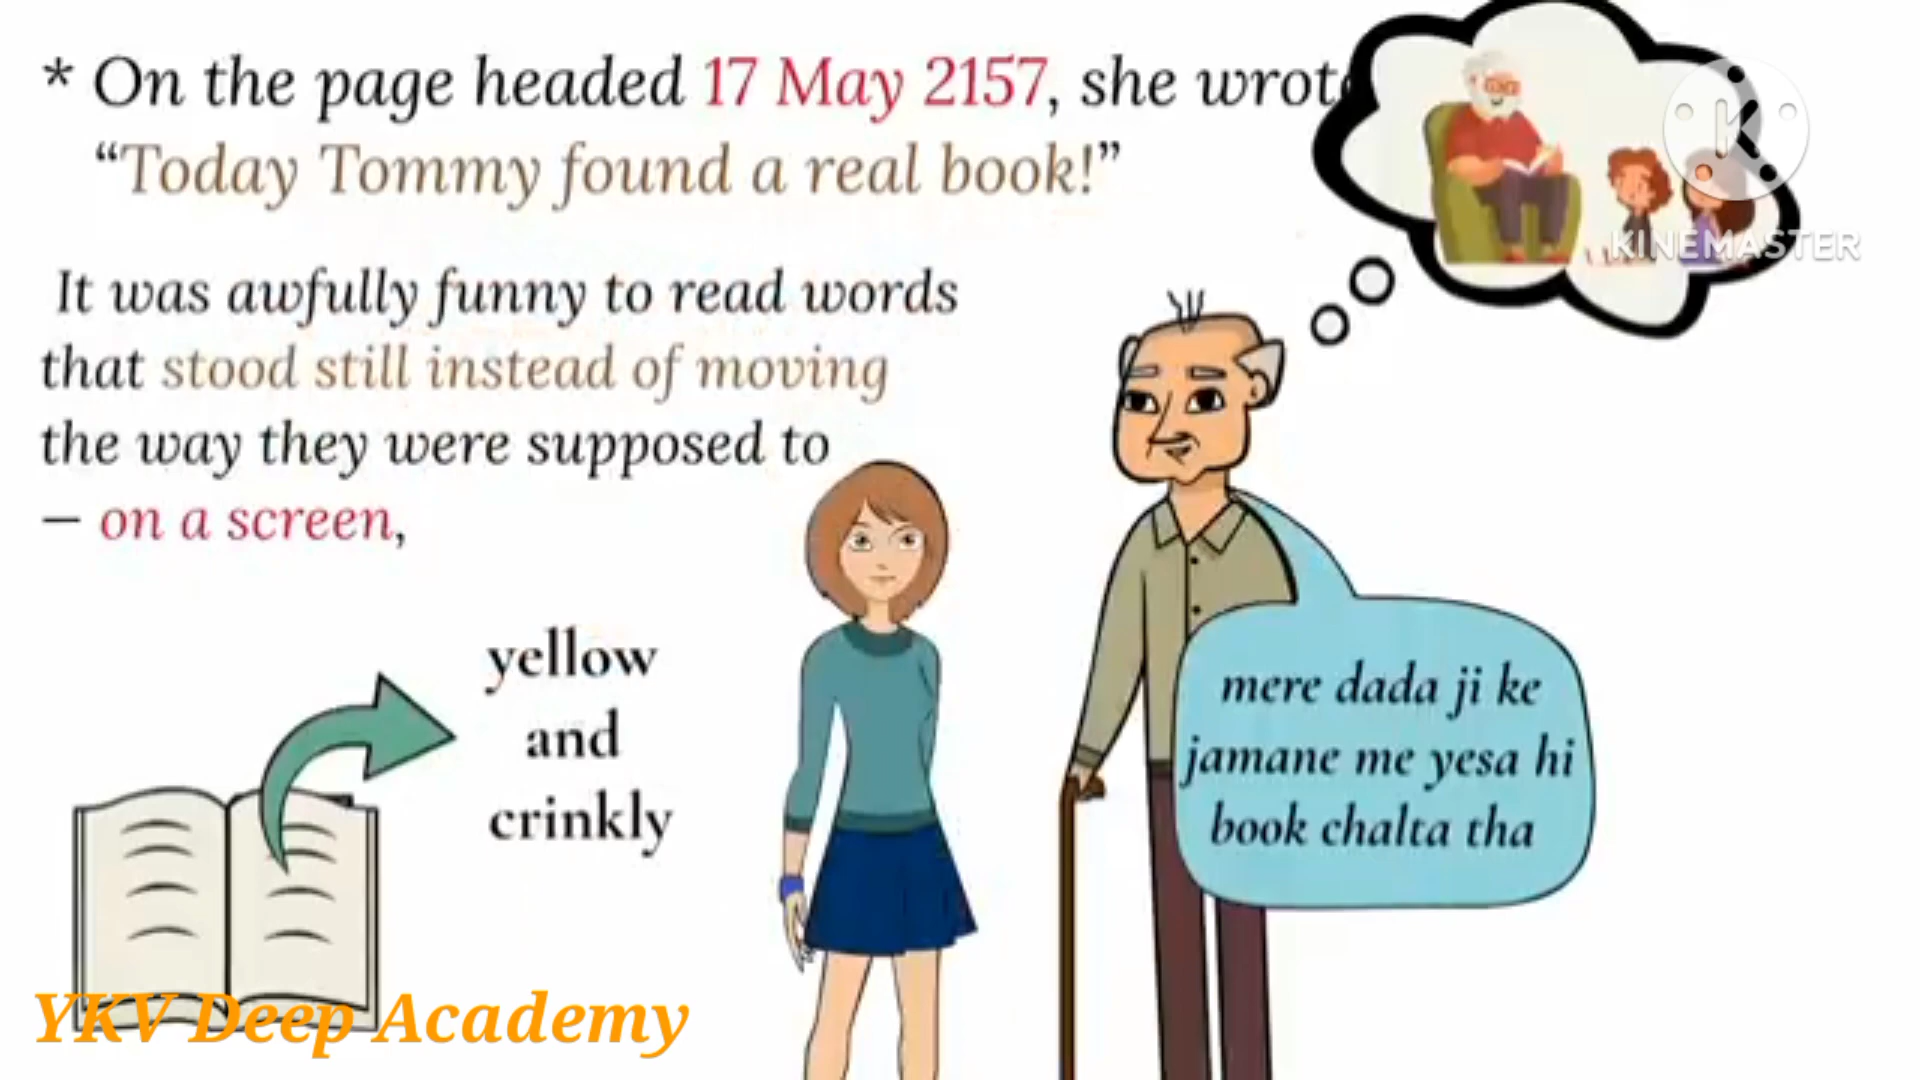 * On the page headed 17 May 2157, she wrote
“Today Tommy found a real book!”
It was awfully funny to read words
that stood still instead of moving
the way they were supposed to
— on a screen,
yellow
and
crinkly
mere dada ji ke
jamane me yesa hi
book chalta tha
YKV Deep Academy
K
KINEMASTER